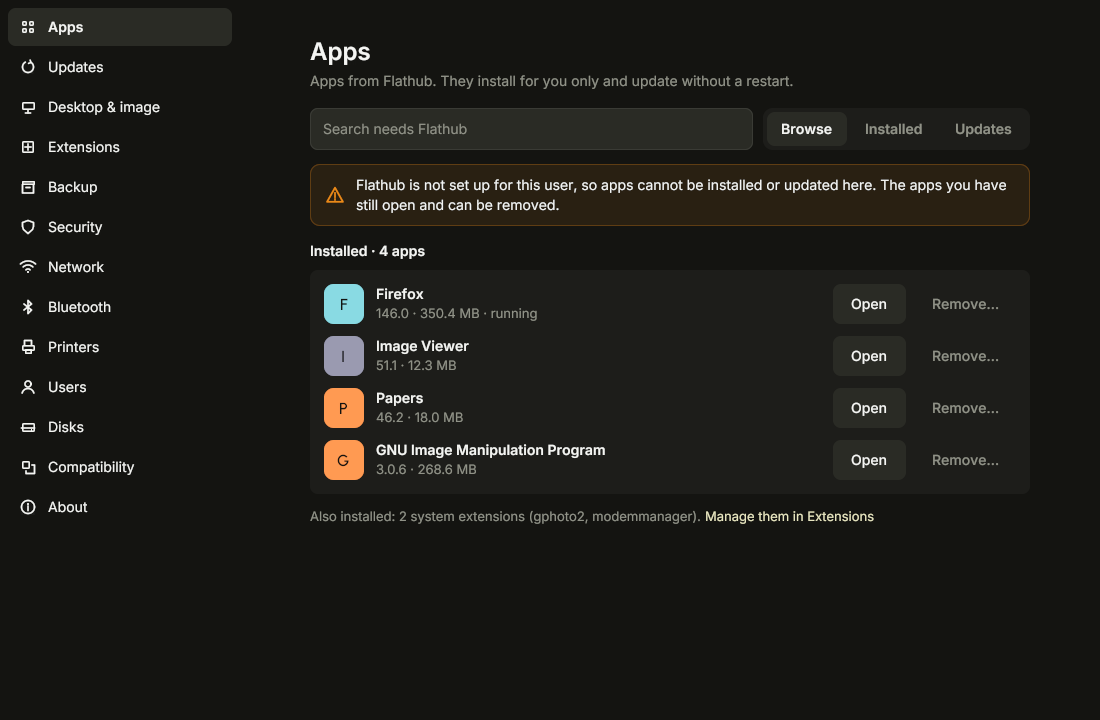 Apps
Updates
Desktop & image
Extensions
Backup
Security
Network
Bluetooth
Printers
Users
Disks
Compatibility
About
Apps
Apps from Flathub. They install for you only and update without a restart.
Search needs Flathub
Browse
Installed
Updates
Flathub is not set up for this user, so apps cannot be installed or updated here. The apps you have
still open and can be removed.
Installed · 4 apps
F
Firefox
146.0 · 350.4 MB · running
Open
Remove...
I
Image Viewer
51.1 · 12.3 MB
Open
Remove...
P
Papers
46.2 · 18.0 MB
Open
Remove...
G
GNU Image Manipulation Program
3.0.6 · 268.6 MB
Open
Remove...
Also installed: 2 system extensions (gphoto2, modemmanager). Manage them in Extensions